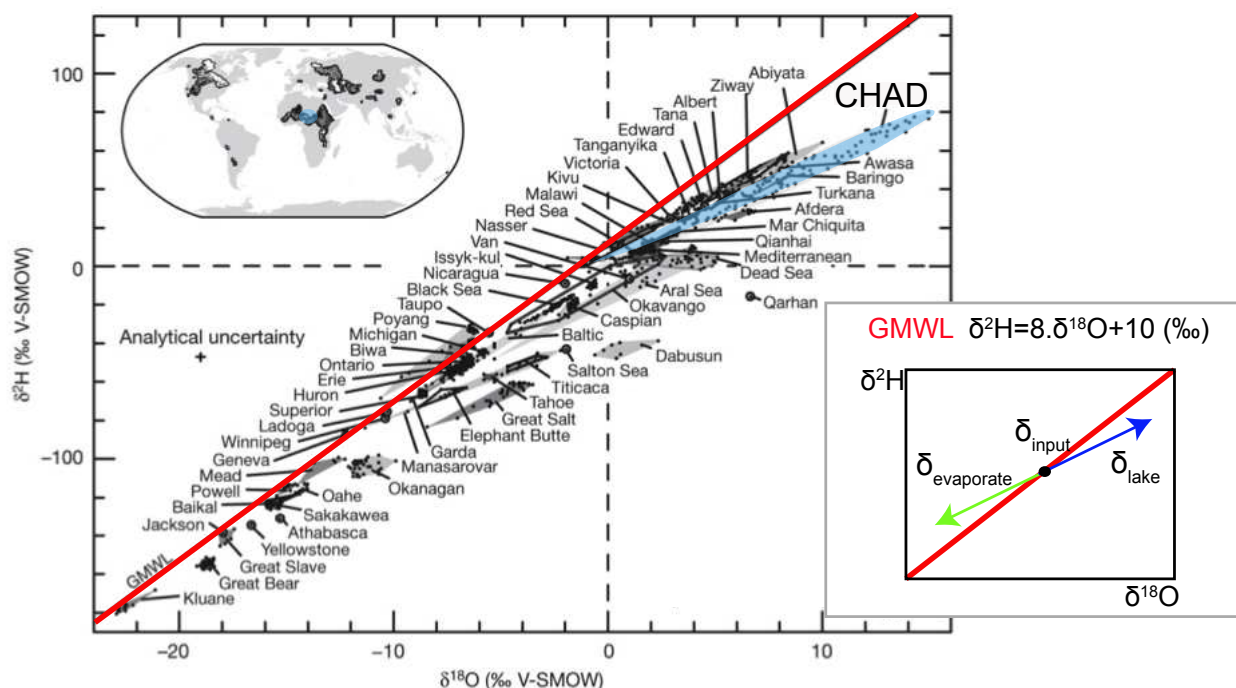 100
0
−100
δ²H (‰ V-SMOW)
−20
−10
0
10
δ¹⁸O (‰ V-SMOW)
Analytical uncertainty
GMWL
CHAD
Abiyata
Ziway
Albert
Tana
Edward
Tanganyika
Victoria
Kivu
Malawi
Red Sea
Nasser
Van
Issyk-kul
Nicaragua
Black Sea
Taupo
Poyang
Michigan
Biwa
Ontario
Erie
Huron
Superior
Ladoga
Winnipeg
Geneva
Mead
Powell
Baikal
Jackson
Kluane
Awasa
Baringo
Turkana
Afdera
Mar Chiquita
Qianhai
Mediterranean
Dead Sea
Aral Sea
Qarhan
Okavango
Caspian
Baltic
Dabusun
Salton Sea
Titicaca
Tahoe
Great Salt
Elephant Butte
Garda
Manasarovar
Okanagan
Oahe
Sakakawea
Athabasca
Yellowstone
Great Slave
Great Bear
GMWL δ²H=8.δ¹⁸O+10 (‰)
δ²H
δinput
δevaporate
δlake
δ¹⁸O